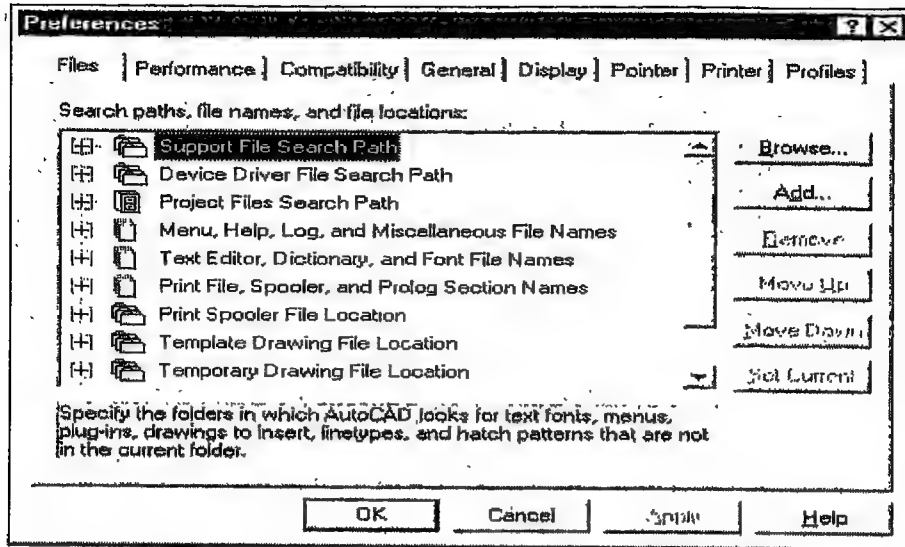 Preferences
Files Performance Compatibility General Display Pointer Printer Profiles
Search paths, file names, and file locations:
Support File Search Path
Device Driver File Search Path
Project Files Search Path
Menu, Help, Log, and Miscellaneous File Names
Text Editor, Dictionary, and Font File Names
Print File, Spooler, and Prolog Section Names
Print Spooler File Location
Template Drawing File Location
Temporary Drawing File Location
Browse...
Add...
Remove
Move Up
Move Down
Set Current
Specify the folders in which AutoCAD looks for text fonts, menus,
plug-ins, drawings to insert, linetypes, and hatch patterns that are not
in the current folder.
OK Cancel Apply Help